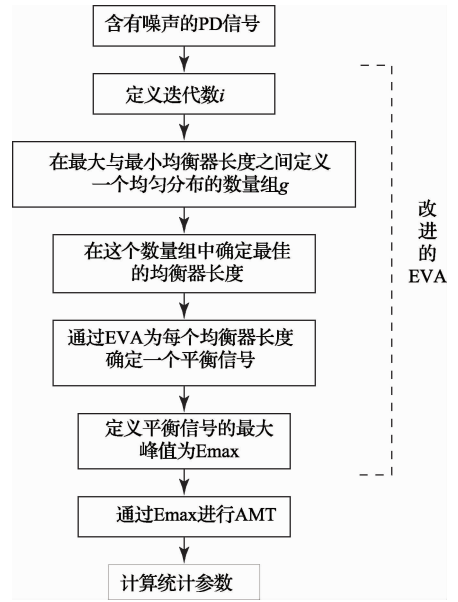 含有噪声的PD信号
定义迭代数i
在最大与最小均衡器长度之间定义
一个均匀分布的数量组g
在这个数量组中确定最佳
的均衡器长度
通过EVA为每个均衡器长度
确定一个平衡信号
定义平衡信号的最大
峰值为Emax
通过Emax进行AMT
计算统计参数
改
进
的
EVA